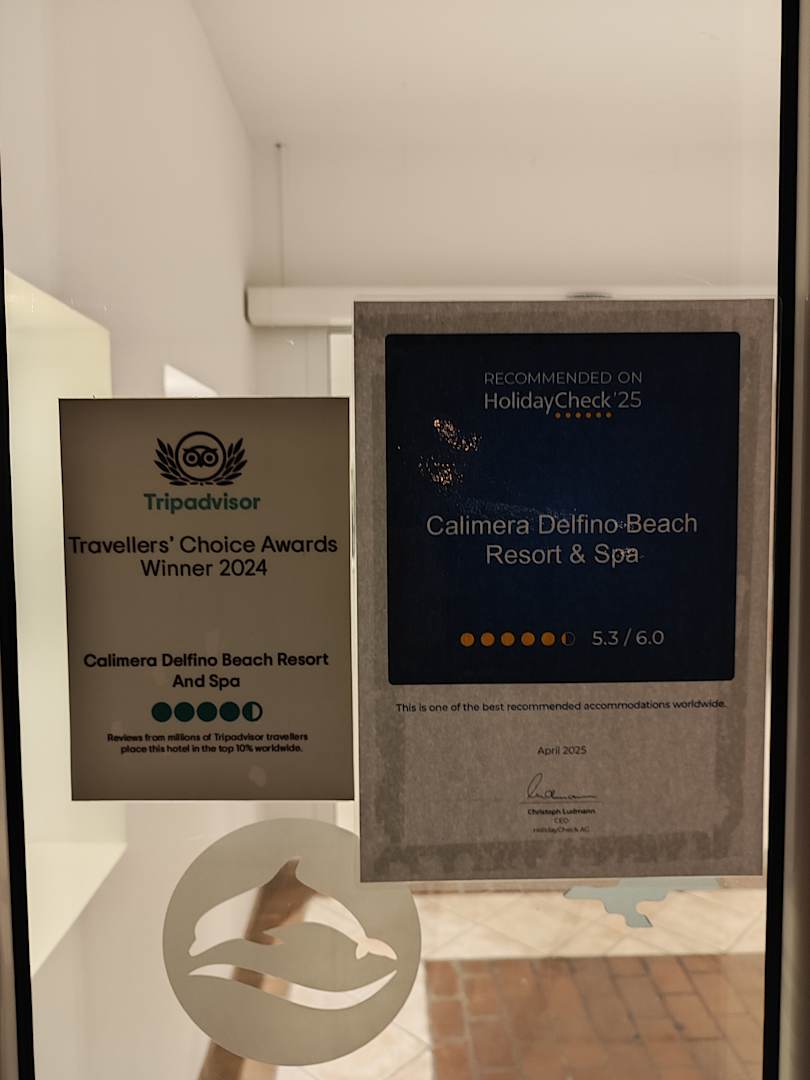 Tripadvisor
Travellers' Choice Awards
Winner 2024
Calimera Delfino Beach Resort
And Spa
Reviews from millions of Tripadvisor travellers
place this hotel in the top 10% worldwide.
RECOMMENDED ON
HolidayCheck '25
Calimera Delfino Beach
Resort & Spa
5.3 / 6.0
This is one of the best recommended accommodations worldwide.
April 2025
Christoph Ludmann
CEO
HolidayCheck AG